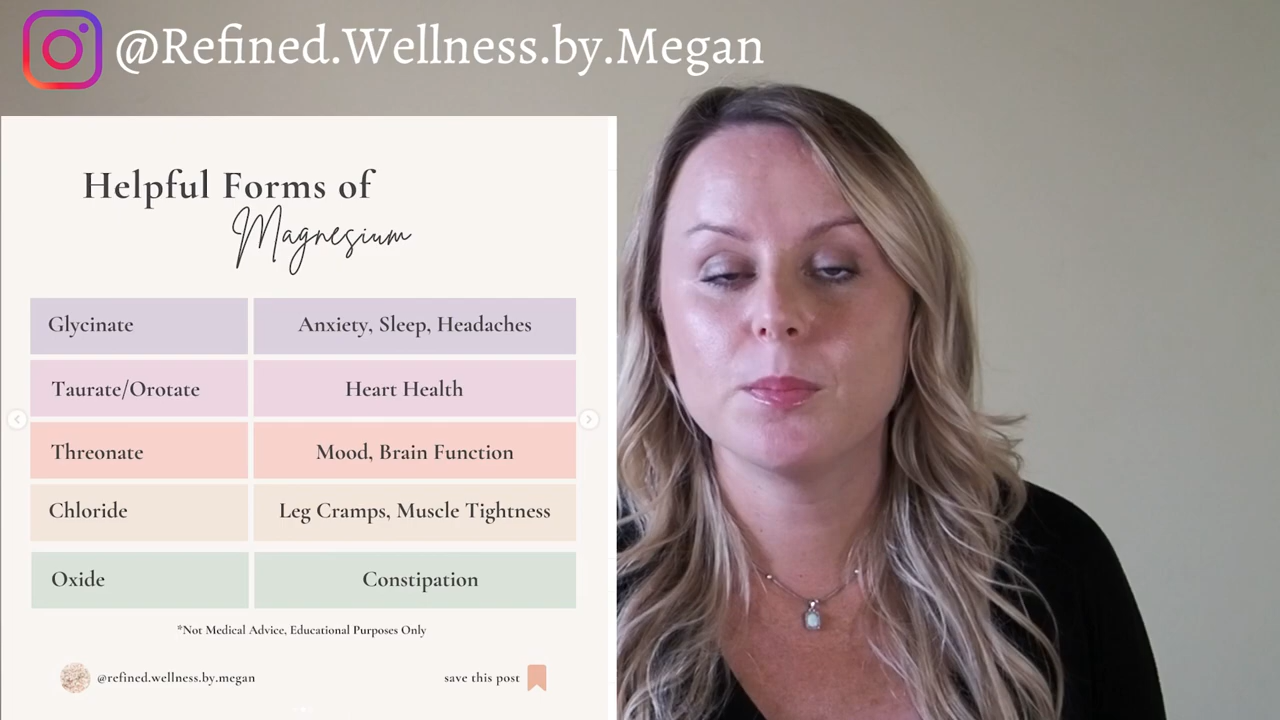 @Refined.Wellness.by.Megan
Helpful Forms of
Magnesium
Glycinate
Anxiety, Sleep, Headaches
Taurate/Orotate
Heart Health
Threonate
Mood, Brain Function
Chloride
Leg Cramps, Muscle Tightness
Oxide
Constipation
*Not Medical Advice, Educational Purposes Only
@refined.wellness.by.megan
save this post